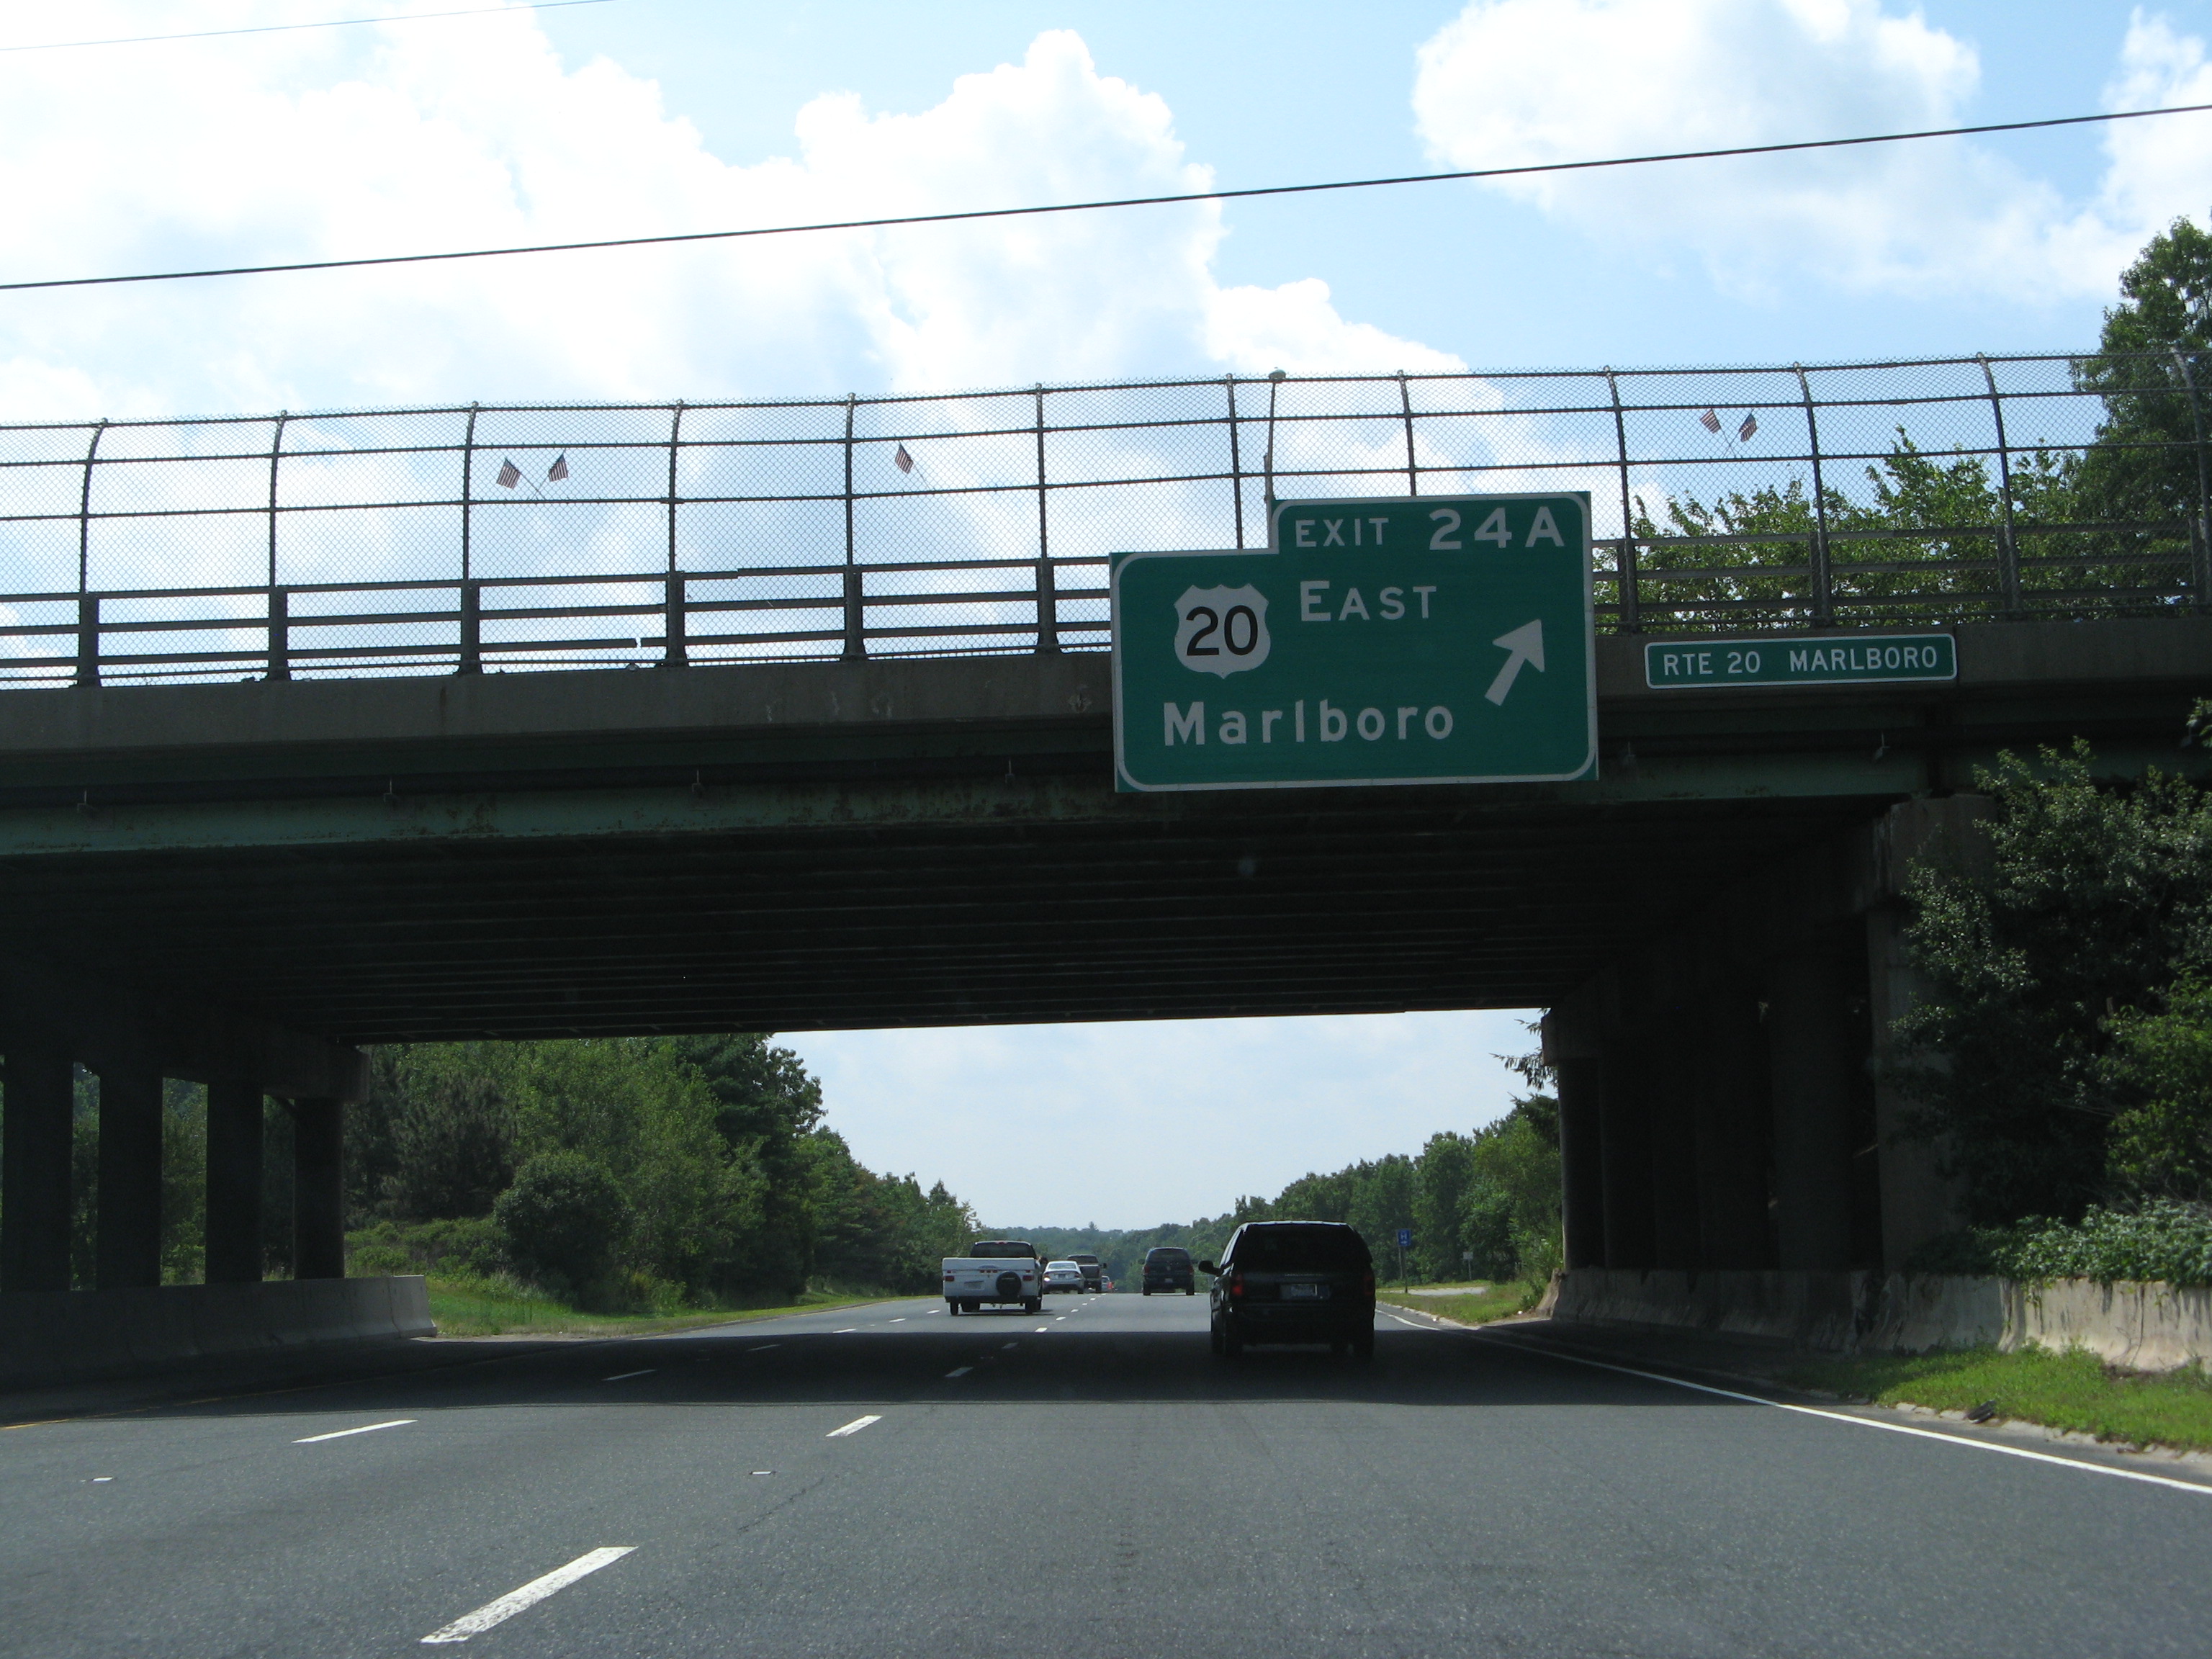 EXIT 24A
20 EAST
Marlboro
RTE 20 MARLBORO
H